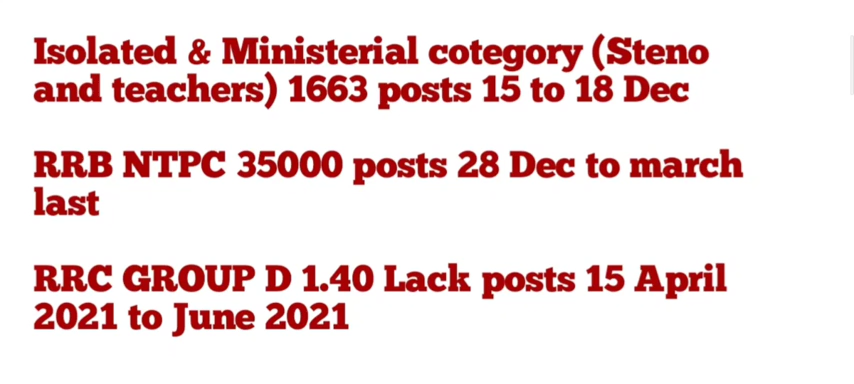 Isolated & Ministerial cotegory (Steno
and teachers) 1663 posts 15 to 18 Dec
RRB NTPC 35000 posts 28 Dec to march
last
RRC GROUP D 1.40 Lack posts 15 April
2021 to June 2021